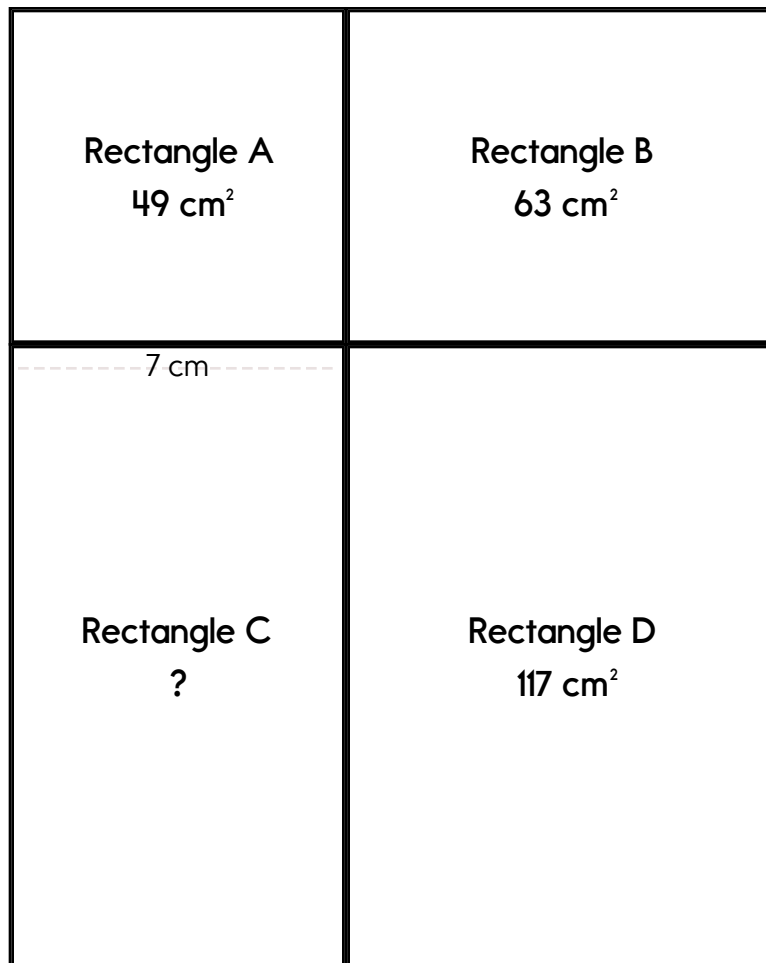 Rectangle A
49 cm²
Rectangle B
63 cm²
7 cm
Rectangle C
?
Rectangle D
117 cm²